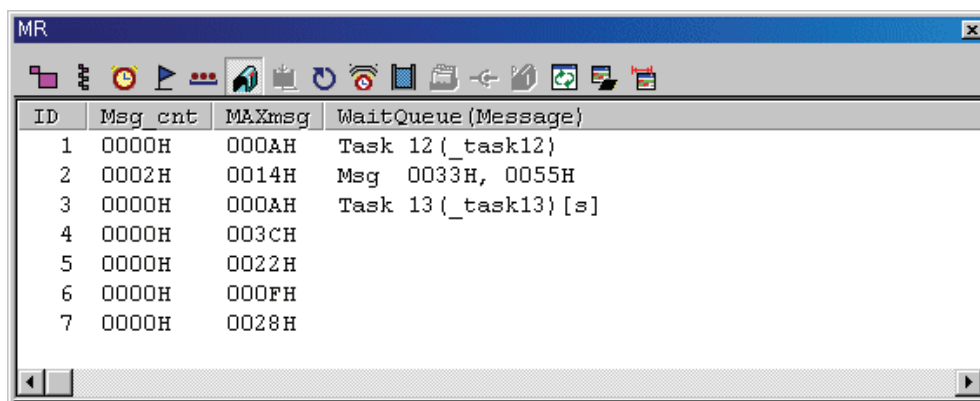 MR
ID Msg_cnt MAXmsg WaitQueue(Message)
1 0000H 000AH Task 12(_task12)
2 0002H 0014H Msg 0033H, 0055H
3 0000H 000AH Task 13(_task13)[s]
4 0000H 003CH
5 0000H 0022H
6 0000H 000FH
7 0000H 0028H